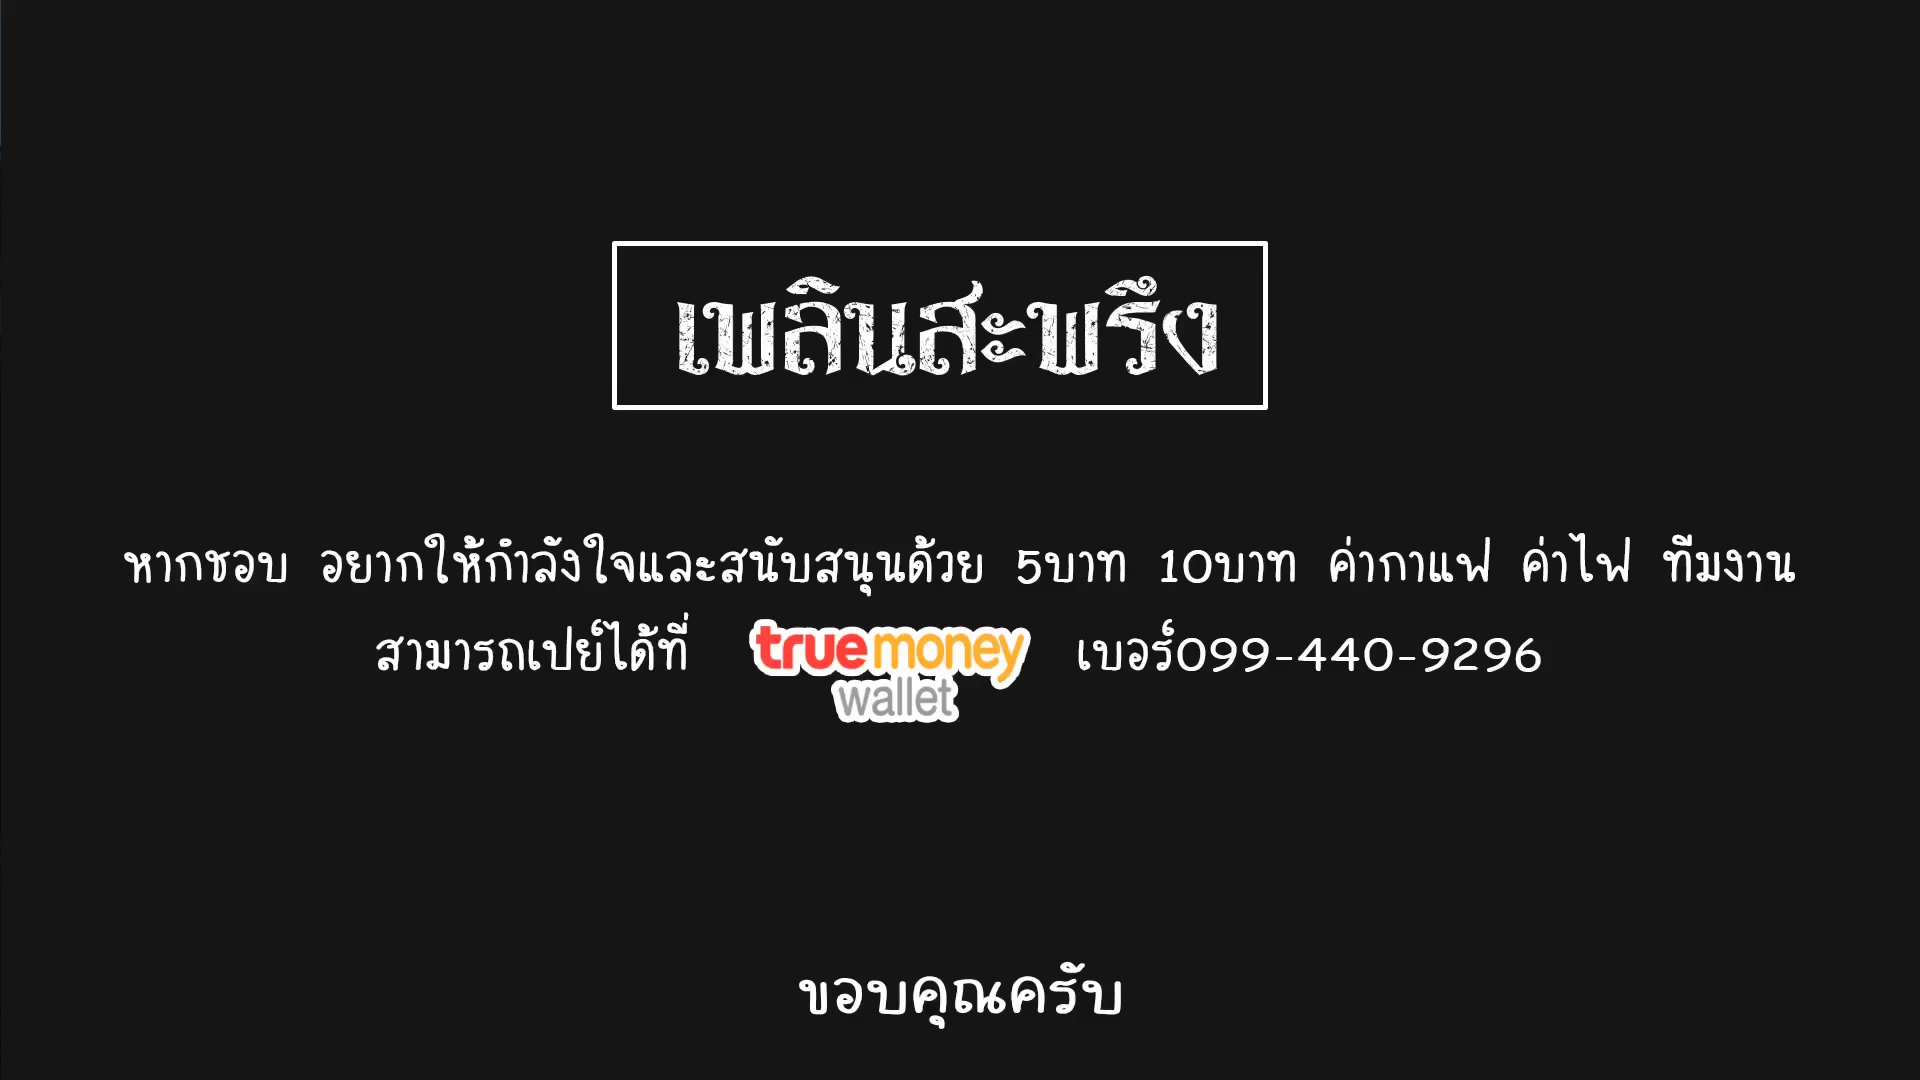 เพลินสะพรึง
หากชอบ อยากให้กำลังใจและสนับสนุนด้วย 5บาท 10บาท ค่ากาแฟ ค่าไฟ ทีมงาน
สามารถเปย์ได้ที่ truemoney wallet เบอร์099-440-9296
ขอบคุณครับ